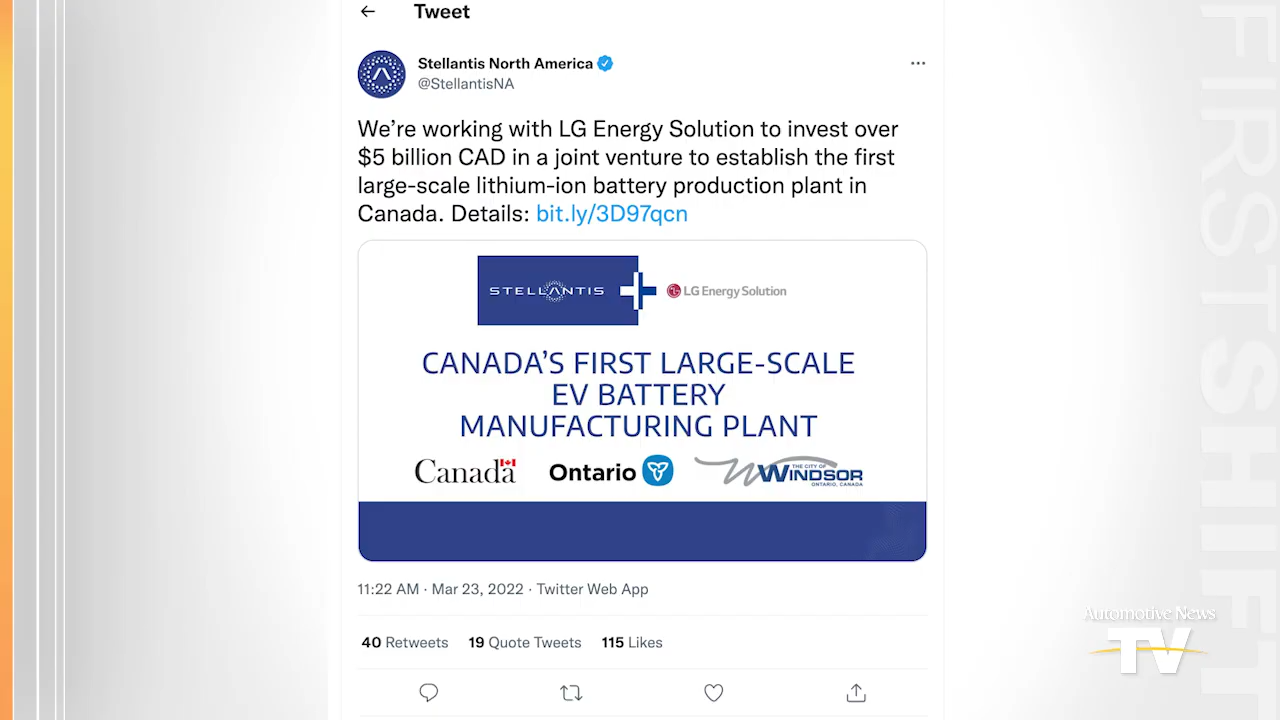 Tweet
Stellantis North America
@StellantisNA
We’re working with LG Energy Solution to invest over
$5 billion CAD in a joint venture to establish the first
large-scale lithium-ion battery production plant in
Canada. Details: bit.ly/3D97qcn
STELLANTIS
LG Energy Solution
CANADA’S FIRST LARGE-SCALE
EV BATTERY
MANUFACTURING PLANT
Canada
Ontario
THE CITY OF
WINDSOR
ONTARIO, CANADA
11:22 AM · Mar 23, 2022 · Twitter Web App
40 Retweets 19 Quote Tweets 115 Likes
Automotive News
TV
FIRST SHIFT